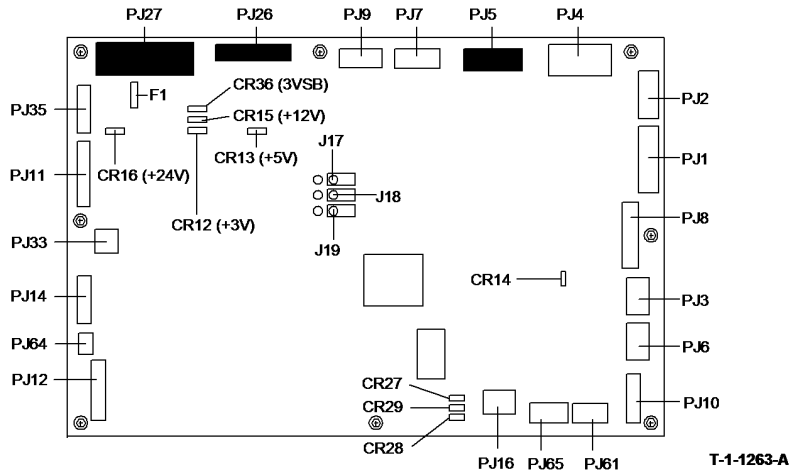 PJ27
PJ26
PJ9
PJ7
PJ5
PJ4
CR36 (3VSB)
F1
CR15 (+12V)
PJ35
PJ2
J17
CR13 (+5V)
PJ1
PJ11
CR16 (+24V)
J18
CR12 (+3V)
PJ8
PJ33
J19
CR14
PJ14
PJ3
PJ64
PJ6
PJ12
CR27
CR29
PJ10
CR28
PJ16
PJ65
PJ61
T-1-1263-A